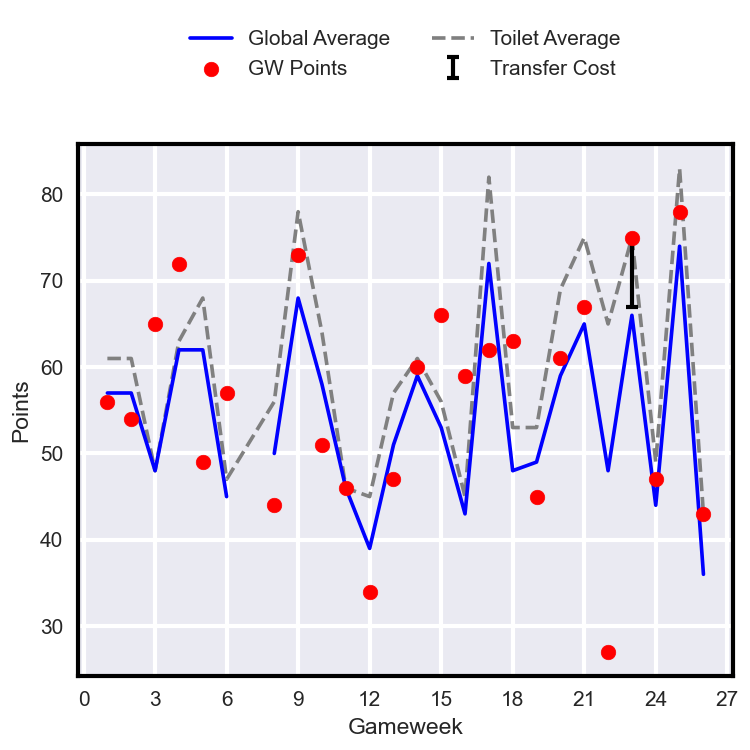 Global Average
Toilet Average
GW Points
Transfer Cost
80
70
60
50
40
30
Points
0 3 6 9 12 15 18 21 24 27
Gameweek